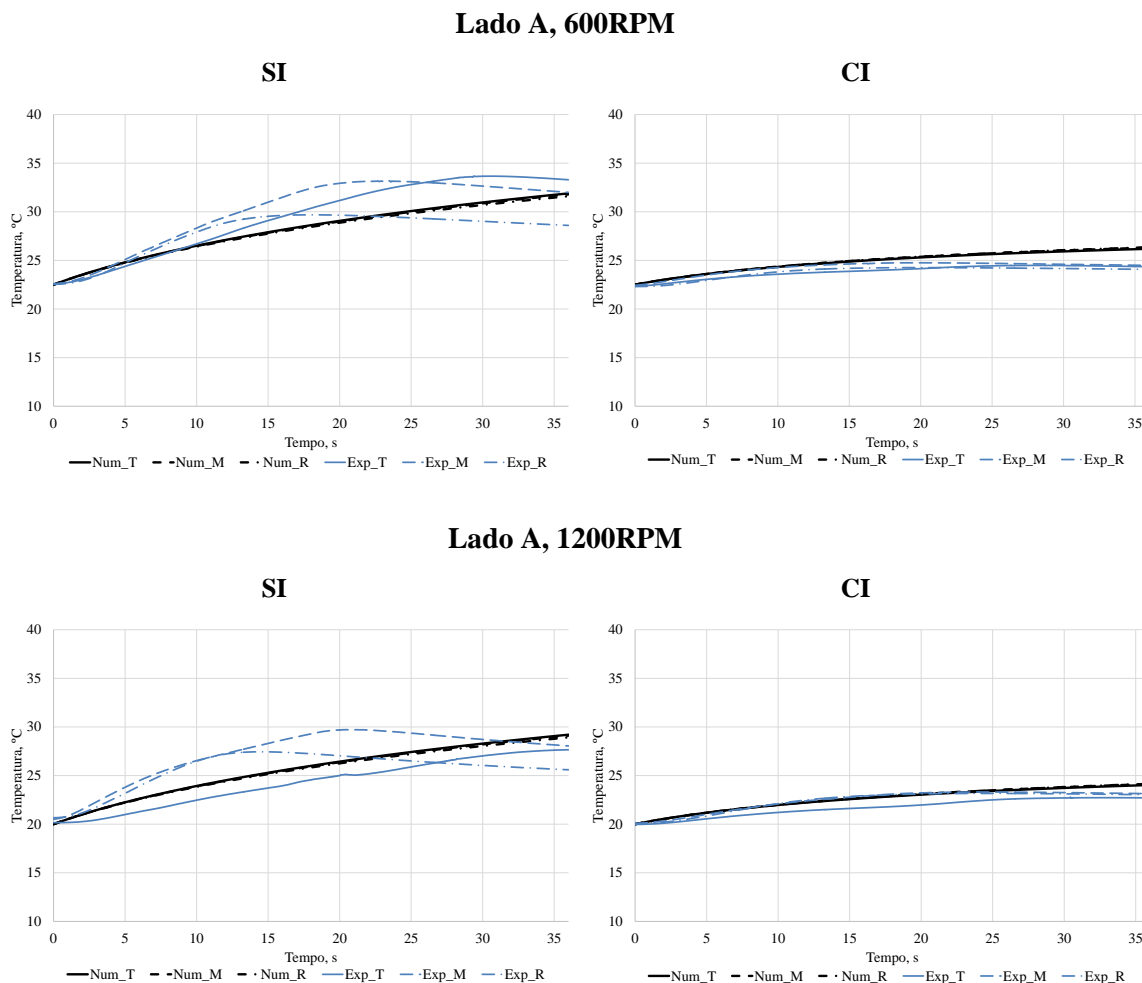 Lado A, 600RPM
SI
Temperatura, °C
40
35
30
25
20
15
10
0 5 10 15 20 25 30 35
Tempo, s
Num_T Num_M Num_R Exp_T Exp_M Exp_R
CI
Temperatura, °C
40
35
30
25
20
15
10
0 5 10 15 20 25 30 35
Tempo, s
Num_T Num_M Num_R Exp_T Exp_M Exp_R
Lado A, 1200RPM
SI
Temperatura, °C
40
35
30
25
20
15
10
0 5 10 15 20 25 30 35
Tempo, s
Num_T Num_M Num_R Exp_T Exp_M Exp_R
CI
Temperatura, °C
40
35
30
25
20
15
10
0 5 10 15 20 25 30 35
Tempo, s
Num_T Num_M Num_R Exp_T Exp_M Exp_R